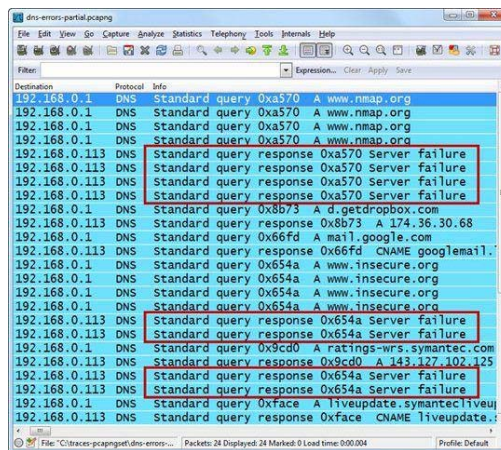 dns-errors-partial.pcapng
File Edit View Go Capture Analyze Statistics Telephony Tools Internals Help
Filter: Expression... Clear Apply Save
Destination Protocol Info
192.168.0.1 DNS Standard query 0xa570 A www.nmap.org
192.168.0.1 DNS Standard query 0xa570 A www.nmap.org
192.168.0.1 DNS Standard query 0xa570 A www.nmap.org
192.168.0.1 DNS Standard query 0xa570 A www.nmap.org
192.168.0.113 DNS Standard query response 0xa570 Server failure
192.168.0.113 DNS Standard query response 0xa570 Server failure
192.168.0.113 DNS Standard query response 0xa570 Server failure
192.168.0.113 DNS Standard query response 0xa570 Server failure
192.168.0.1 DNS Standard query 0x8b73 A d.getdropbox.com
192.168.0.113 DNS Standard query response 0x8b73 A 174.36.30.68
192.168.0.1 DNS Standard query 0x66fd A mail.google.com
192.168.0.113 DNS Standard query response 0x66fd CNAME googlemail.
192.168.0.1 DNS Standard query 0x654a A www.insecure.org
192.168.0.1 DNS Standard query 0x654a A www.insecure.org
192.168.0.1 DNS Standard query 0x654a A www.insecure.org
192.168.0.1 DNS Standard query 0x654a A www.insecure.org
192.168.0.113 DNS Standard query response 0x654a Server failure
192.168.0.113 DNS Standard query response 0x654a Server failure
192.168.0.1 DNS Standard query 0x9cd0 A ratings-wrs.symantec.com
192.168.0.113 DNS Standard query response 0x9cd0 A 143.127.102.125
192.168.0.113 DNS Standard query response 0x654a Server failure
192.168.0.113 DNS Standard query response 0x654a Server failure
192.168.0.1 DNS Standard query 0xface A liveupdate.symantecliveup
192.168.0.113 DNS Standard query response 0xface CNAME liveupdate.
File: "C:\traces-pcapngset\dns-errors-... Packets: 24 Displayed: 24 Marked: 0 Load time: 0:00.004 Profile: Default